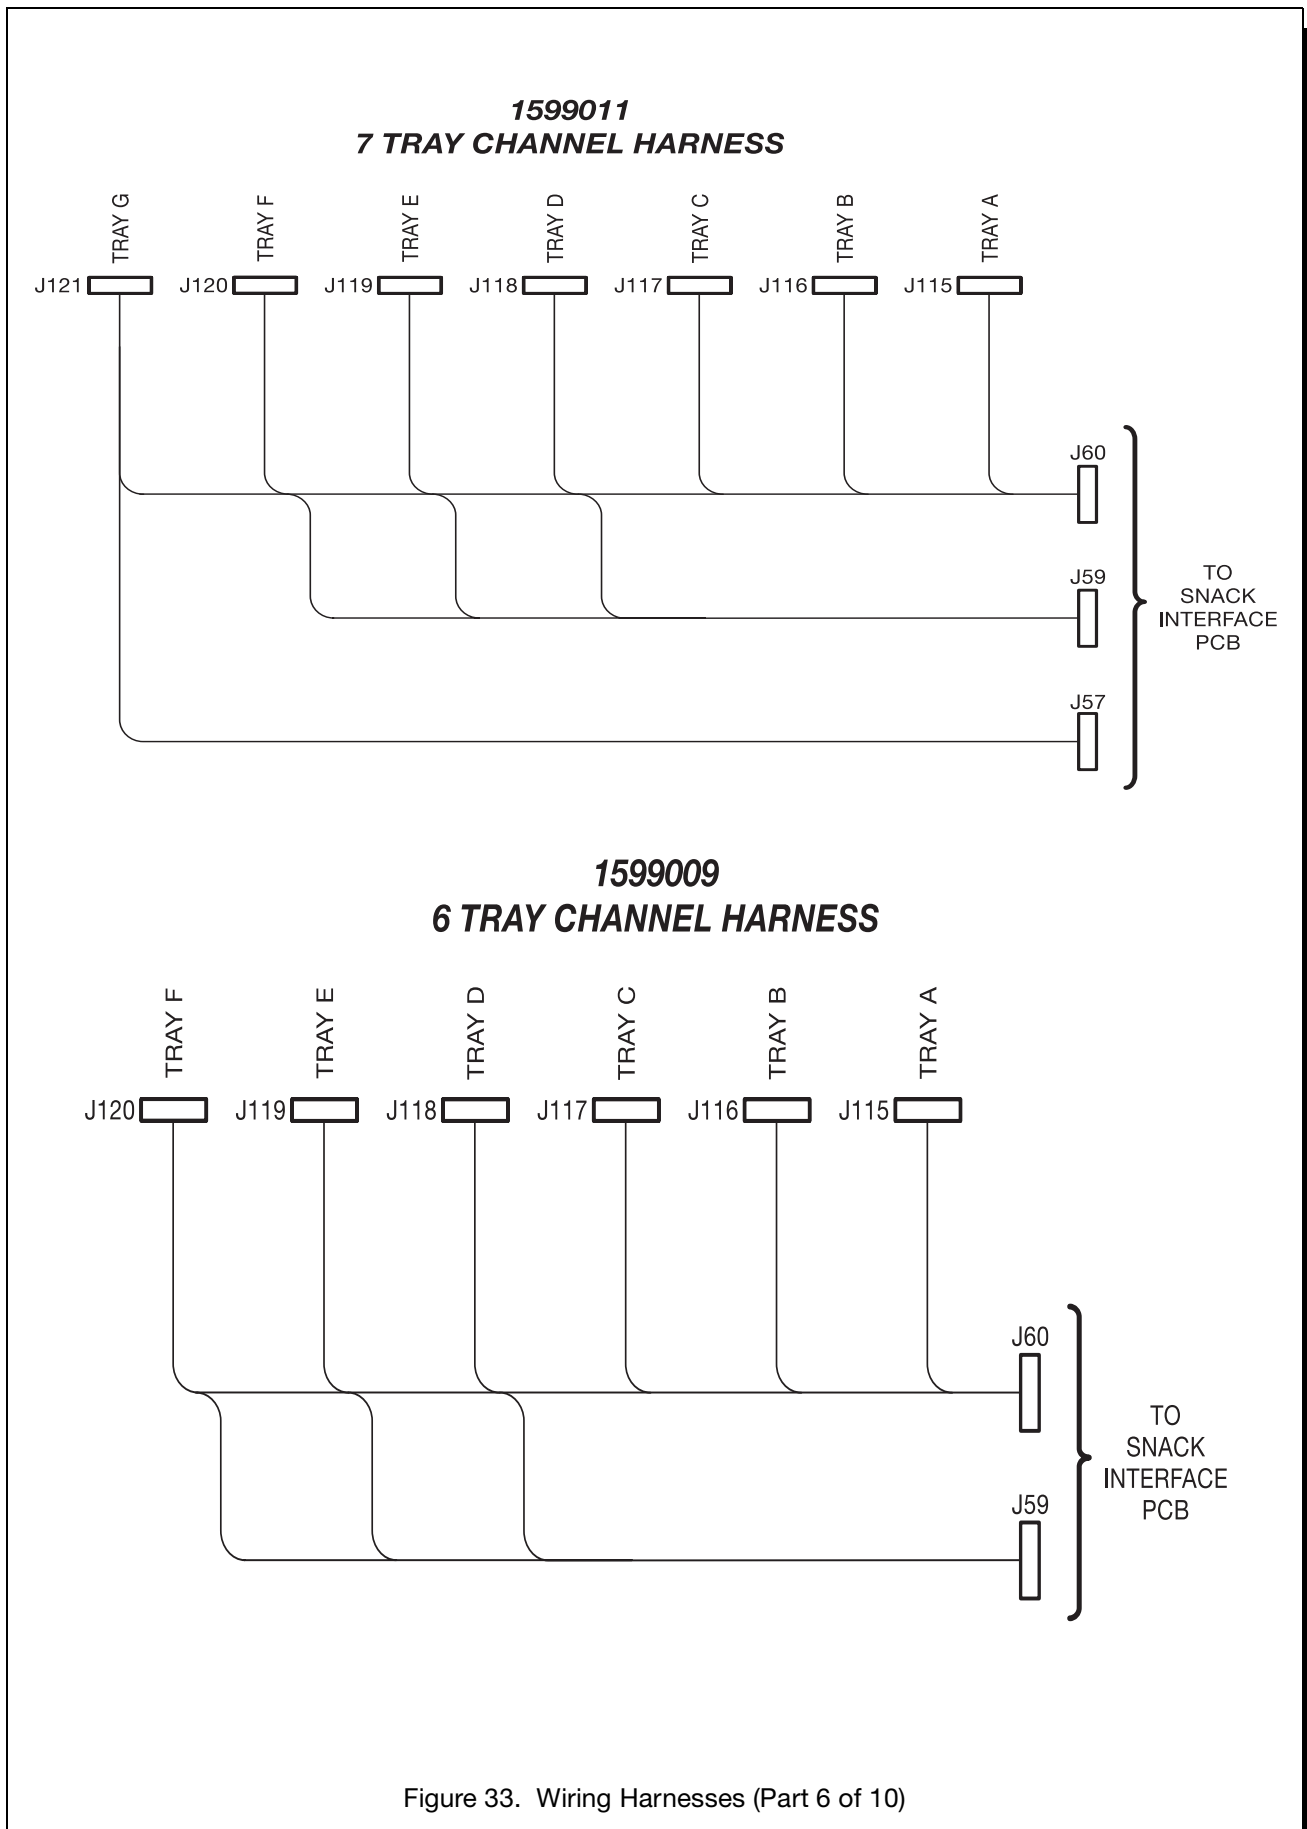 1599011
7 TRAY CHANNEL HARNESS
TRAY G
TRAY F
TRAY E
TRAY D
TRAY C
TRAY B
TRAY A
J121
J120
J119
J118
J117
J116
J115
J60
J59
J57
TO
SNACK
INTERFACE
PCB
1599009
6 TRAY CHANNEL HARNESS
TRAY F
TRAY E
TRAY D
TRAY C
TRAY B
TRAY A
J120
J119
J118
J117
J116
J115
J60
J59
TO
SNACK
INTERFACE
PCB
Figure 33. Wiring Harnesses (Part 6 of 10)